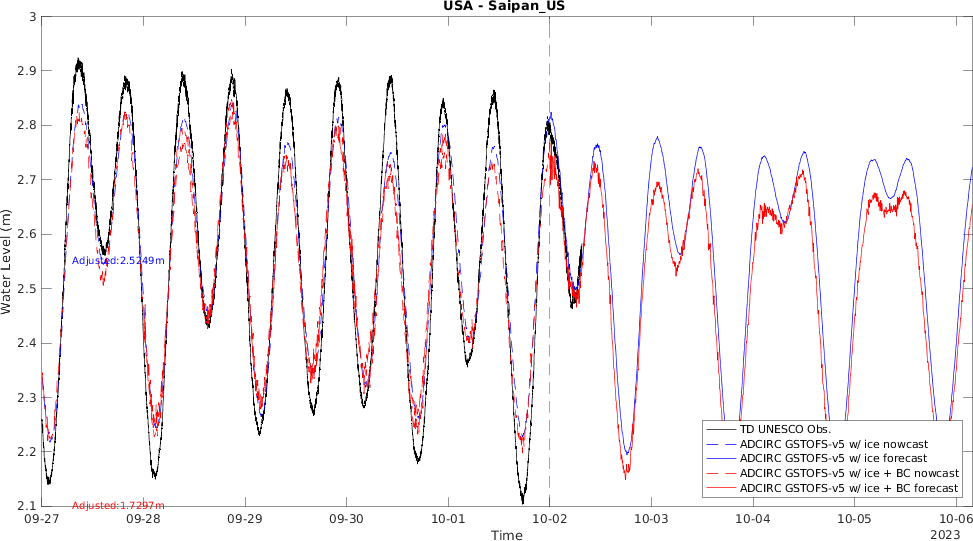 USA - Saipan_US
3
2.9
2.8
2.7
2.6
2.5
2.4
2.3
2.2
2.1
Water Level (m)
Adjusted:2.5249m
Adjusted:1.7297m
TD UNESCO Obs.
ADCIRC GSTOFS-v5 w/ ice nowcast
ADCIRC GSTOFS-v5 w/ ice forecast
ADCIRC GSTOFS-v5 w/ ice + BC nowcast
ADCIRC GSTOFS-v5 w/ ice + BC forecast
09-27 09-28 09-29 09-30 10-01 10-02 10-03 10-04 10-05 10-06
Time
2023